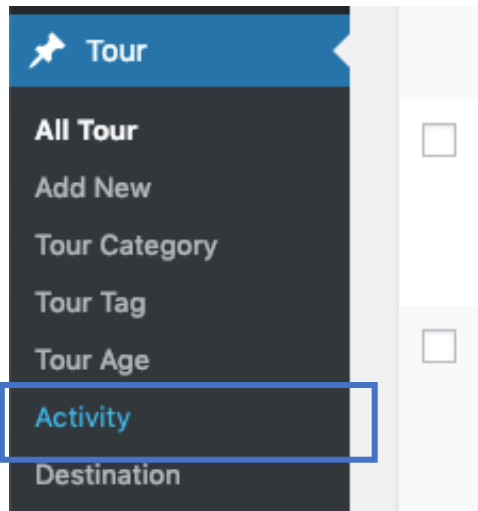 Tour
All Tour
Add New
Tour Category
Tour Tag
Tour Age
Activity
Destination